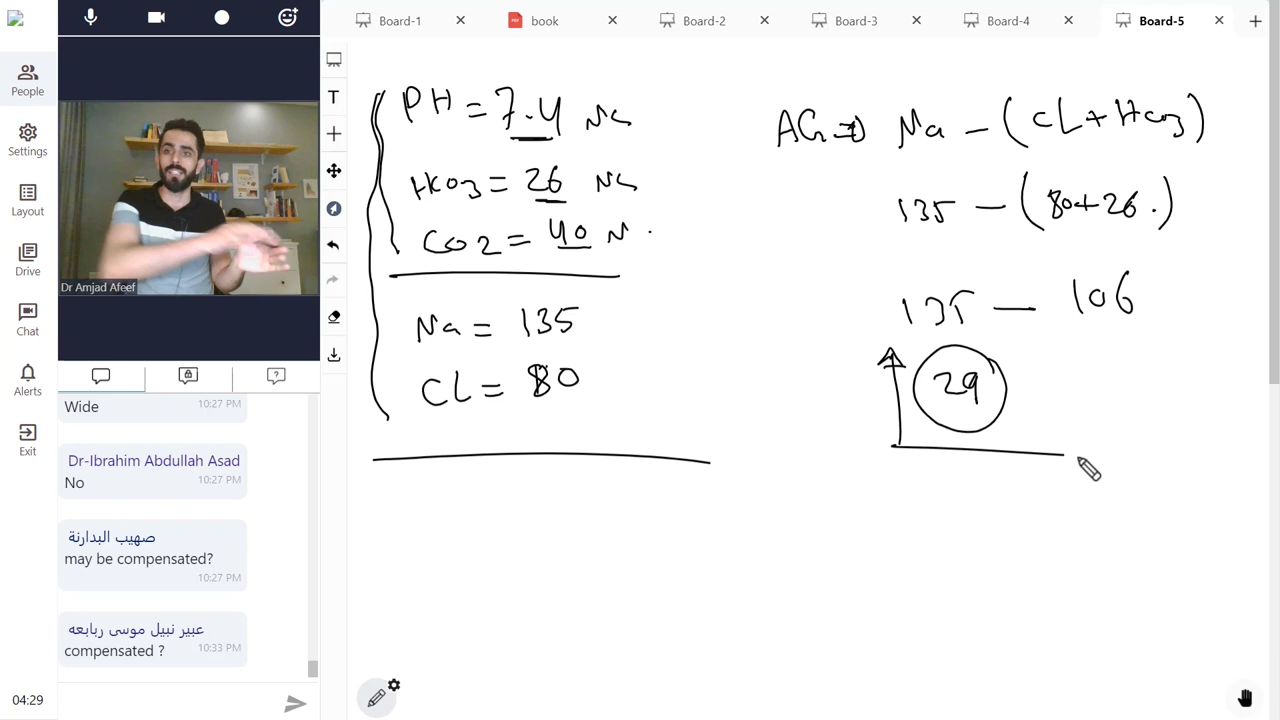 Board-1
book
Board-2
Board-3
Board-4
Board-5
People
Settings
Layout
Drive
Chat
Alerts
Exit
04:29
Dr Amjad Afeef
Wide
10:27 PM
Dr-Ibrahim Abdullah Asad
No
10:27 PM
صهيب البدارنة
may be compensated?
10:27 PM
عبير نبيل موسى ربابعه
compensated ?
10:33 PM
T
PH = 7.4
HCO3 = 26
CO2 = 40 N.
Na = 135
CL = 80
AG => Na - (CL + HCO3)
135 - (80+26.)
135 - 106
29